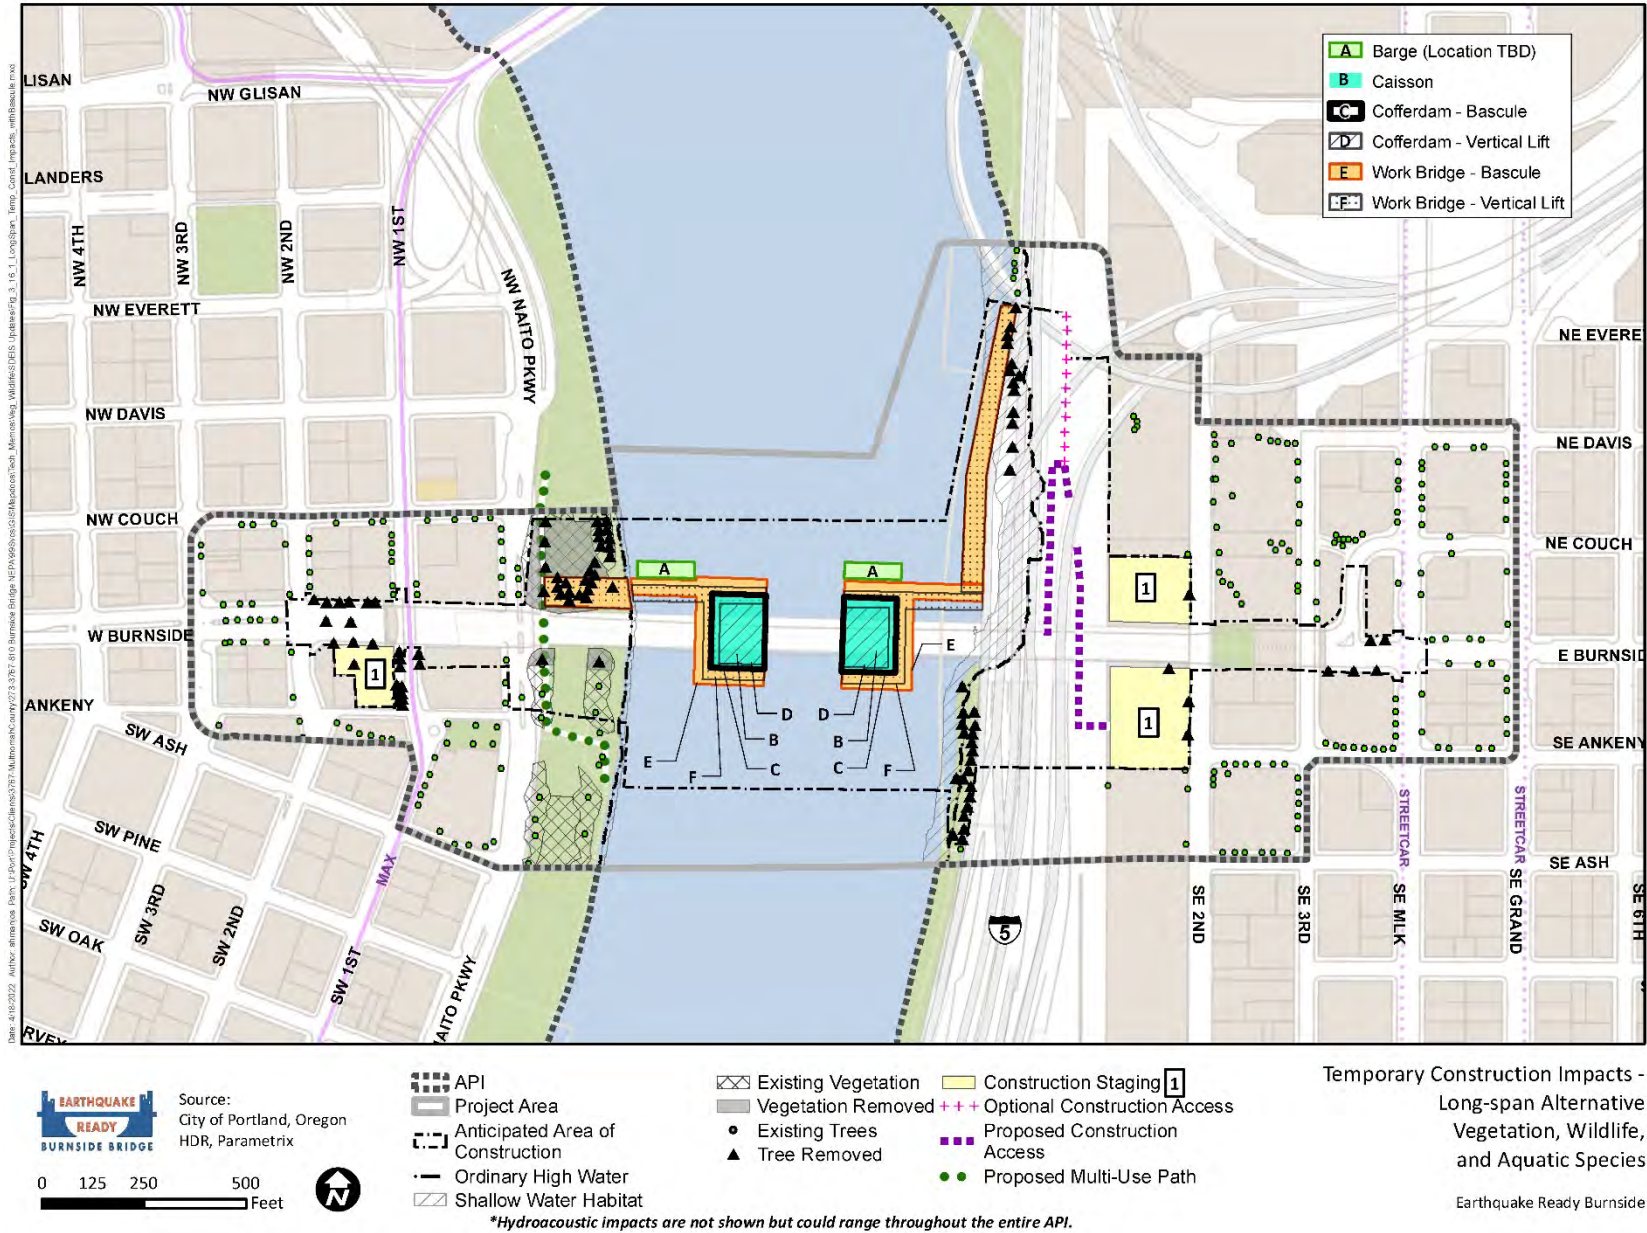 A Barge (Location TBD)
B Caisson
C Cofferdam - Bascule
D Cofferdam - Vertical Lift
E Work Bridge - Bascule
F Work Bridge - Vertical Lift
LISAN
NW GLISAN
LANDERS
NW 4TH
NW 3RD
NW 2ND
NW 1ST
NW EVERETT
NW NAITO PKWY
NE EVERE
NW DAVIS
NE DAVIS
NW COUCH
NE COUCH
A
A
1
W BURNSIDE
E
E BURNSID
1
ANKENY
D
D
1
SW ASH
B
B
SE ANKENY
E
F
C
C
F
SW PINE
STREETCAR
STREETCAR
SW 4TH
MAX
SE ASH
SW 3RD
SW 2ND
SW OAK
5
SE 2ND
SE 3RD
SE MLK
SE GRAND
SE 6TH
SW 1ST
NAITO PKWY
RVEY
EARTHQUAKE
READY
BURNSIDE BRIDGE
Source:
City of Portland, Oregon
HDR, Parametrix
0 125 250 500
Feet
N
API
Project Area
Anticipated Area of
Construction
Ordinary High Water
Shallow Water Habitat
Existing Vegetation
Vegetation Removed
Existing Trees
Tree Removed
Construction Staging 1
Optional Construction Access
Proposed Construction
Access
Proposed Multi-Use Path
*Hydroacoustic impacts are not shown but could range throughout the entire API.
Temporary Construction Impacts -
Long-span Alternative
Vegetation, Wildlife,
and Aquatic Species
Earthquake Ready Burnside